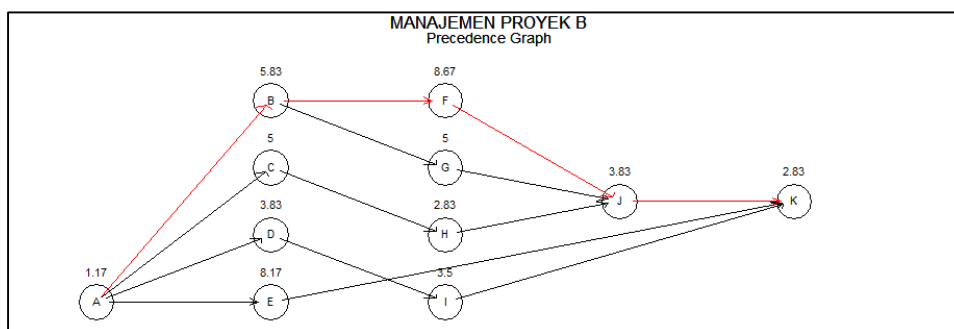 MANAJEMEN PROYEK B
Precedence Graph
5.83 8.67
B F
5 5
C G
3.83 2.83 3.83 2.83
D H J K
1.17 8.17 3.5
A E I